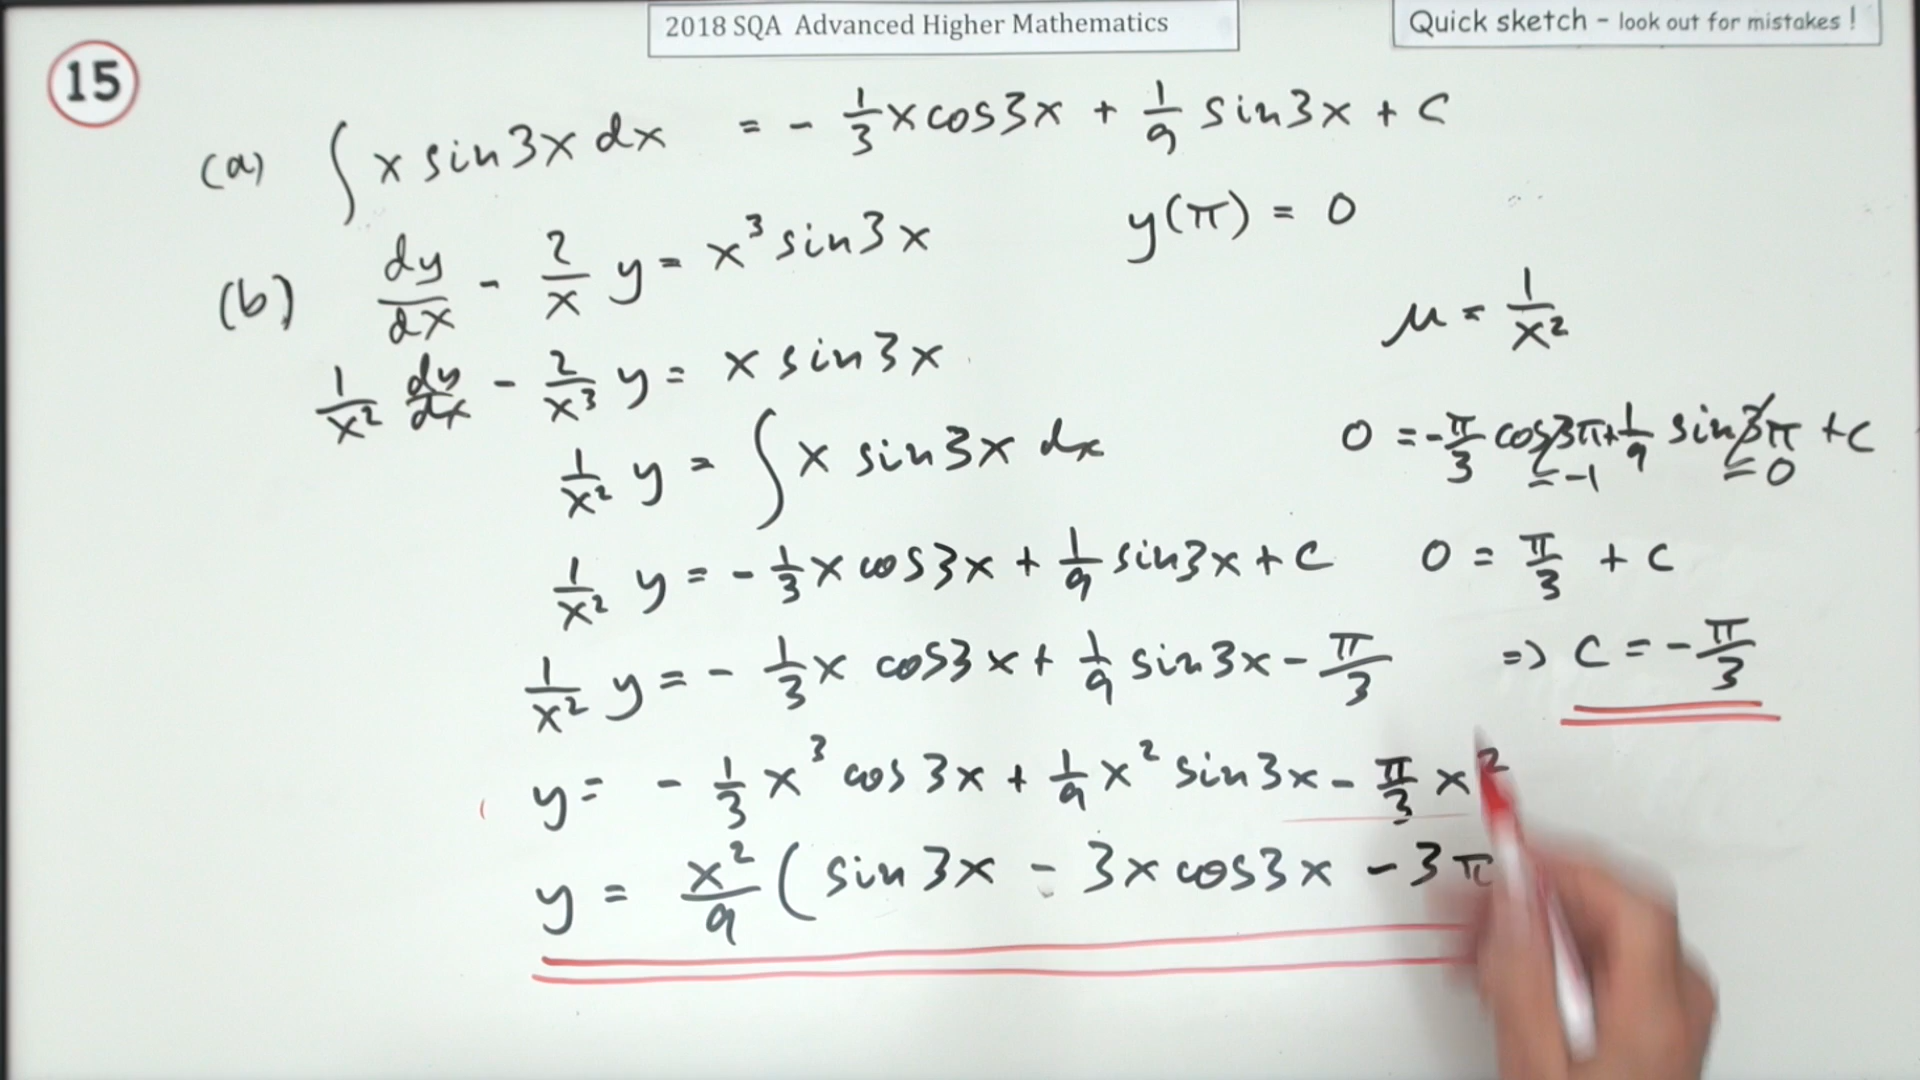 2018 SQA Advanced Higher Mathematics
Quick sketch - look out for mistakes !
15
(a) ∫ x sin3x dx = - 1/3 x cos3x + 1/9 sin3x + c
(b) dy/dx - 2/x y = x³ sin3x
y(π) = 0
μ = 1/x²
1/x² dy/dx - 2/x³ y = x sin3x
1/x² y = ∫ x sin3x dx
0 = -π/3 cos3π + 1/9 sin3π + c
= -1
= 0
1/x² y = - 1/3 x cos3x + 1/9 sin3x + c
0 = π/3 + c
1/x² y = - 1/3 x cos3x + 1/9 sin3x - π/3
=> c = - π/3
y = - 1/3 x³ cos3x + 1/9 x² sin3x - π/3 x²
y = x²/9 ( sin3x - 3x cos3x - 3π